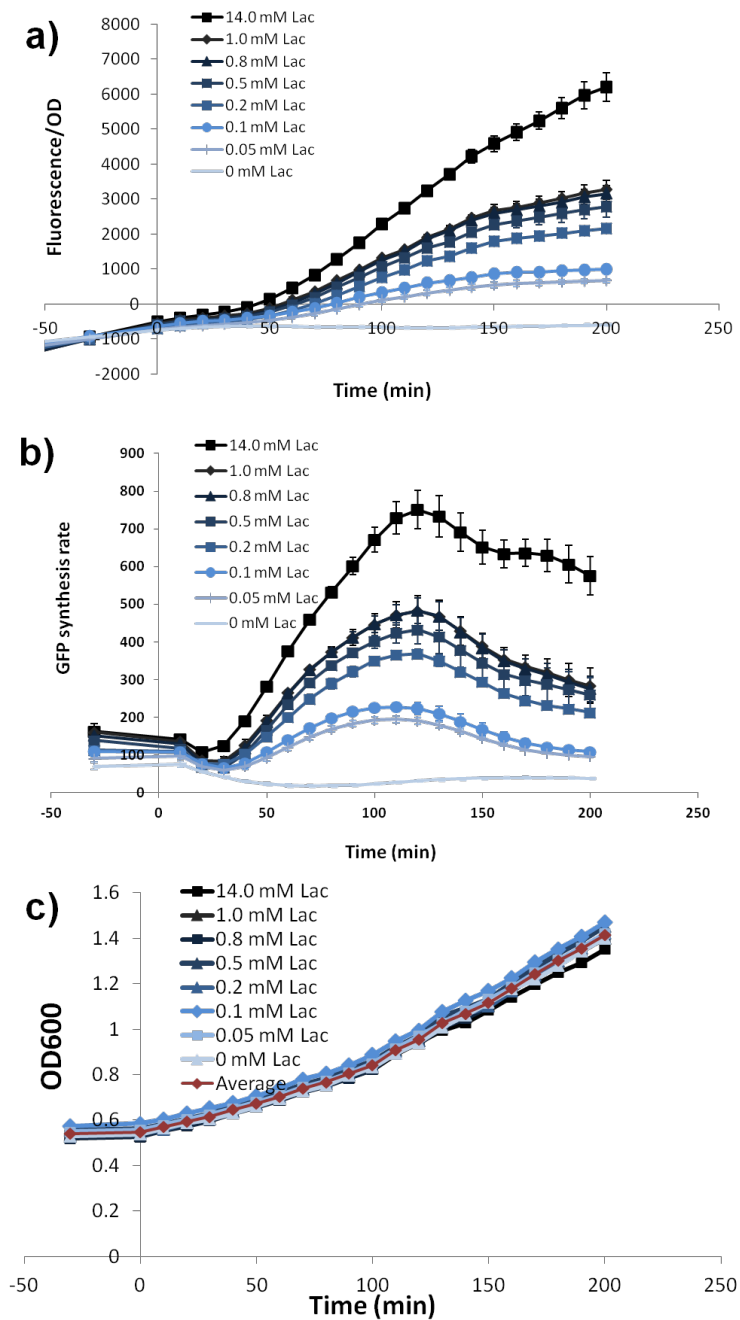 a)
14.0 mM Lac
1.0 mM Lac
0.8 mM Lac
0.5 mM Lac
0.2 mM Lac
0.1 mM Lac
0.05 mM Lac
0 mM Lac
8000
7000
6000
5000
4000
3000
2000
1000
0
-1000
-2000
Fluorescence/OD
-50
0
50
100
150
200
250
Time (min)
b)
14.0 mM Lac
1.0 mM Lac
0.8 mM Lac
0.5 mM Lac
0.2 mM Lac
0.1 mM Lac
0.05 mM Lac
0 mM Lac
900
800
700
600
500
400
300
200
100
0
GFP synthesis rate
-50
0
50
100
150
200
250
Time (min)
c)
14.0 mM Lac
1.0 mM Lac
0.8 mM Lac
0.5 mM Lac
0.2 mM Lac
0.1 mM Lac
0.05 mM Lac
0 mM Lac
Average
1.6
1.4
1.2
1
0.8
0.6
0.4
0.2
0
OD600
-50
0
50
100
150
200
250
Time (min)